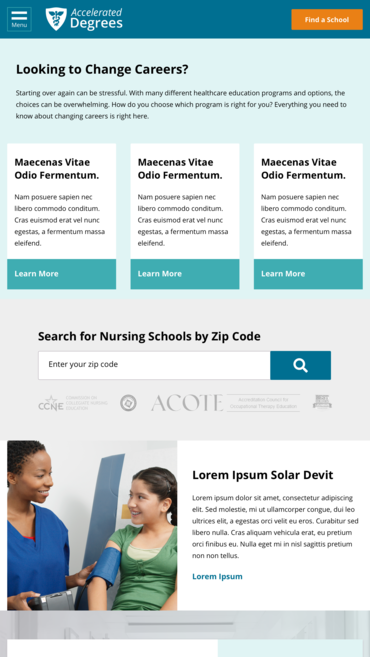 Menu
Accelerated
Degrees
Find a School
Looking to Change Careers?
Starting over again can be stressful. With many different healthcare education programs and options, the
choices can be overwhelming. How do you choose which program is right for you? Everything you need to
know about changing careers is right here.
Maecenas Vitae
Odio Fermentum.
Nam posuere sapien nec
libero commodo conditum.
Cras euismod erat vel nunc
egestas, a fermentum massa
eleifend.
Learn More
Maecenas Vitae
Odio Fermentum.
Nam posuere sapien nec
libero commodo conditum.
Cras euismod erat vel nunc
egestas, a fermentum massa
eleifend.
Learn More
Maecenas Vitae
Odio Fermentum.
Nam posuere sapien nec
libero commodo conditum.
Cras euismod erat vel nunc
egestas, a fermentum massa
eleifend.
Learn More
Search for Nursing Schools by Zip Code
Enter your zip code
CCNE
ACOTE
Accreditation Council for
Occupational Therapy Education
Lorem Ipsum Solar Devit
Lorem ipsum dolor sit amet, consectetur adipiscing
elit. Sed molestie, mi ut ullamcorper congue, dui leo
ultrices elit, a egestas orci velit eu eros. Curabitur sed
libero nulla. Cras aliquam vehicula erat, eu pretium
orci finibus eu. Nulla eget mi in nisl sagittis pretium
non non tellus.
Lorem Ipsum